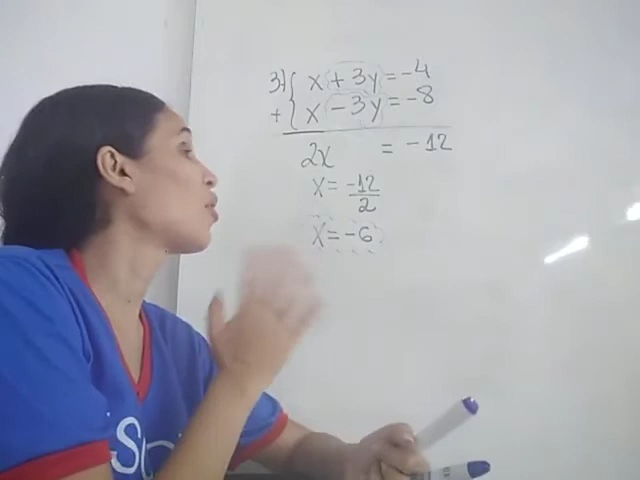 3) { x + 3y = -4
+ { x - 3y = -8
2x = -12
x = -12/2
x = -6